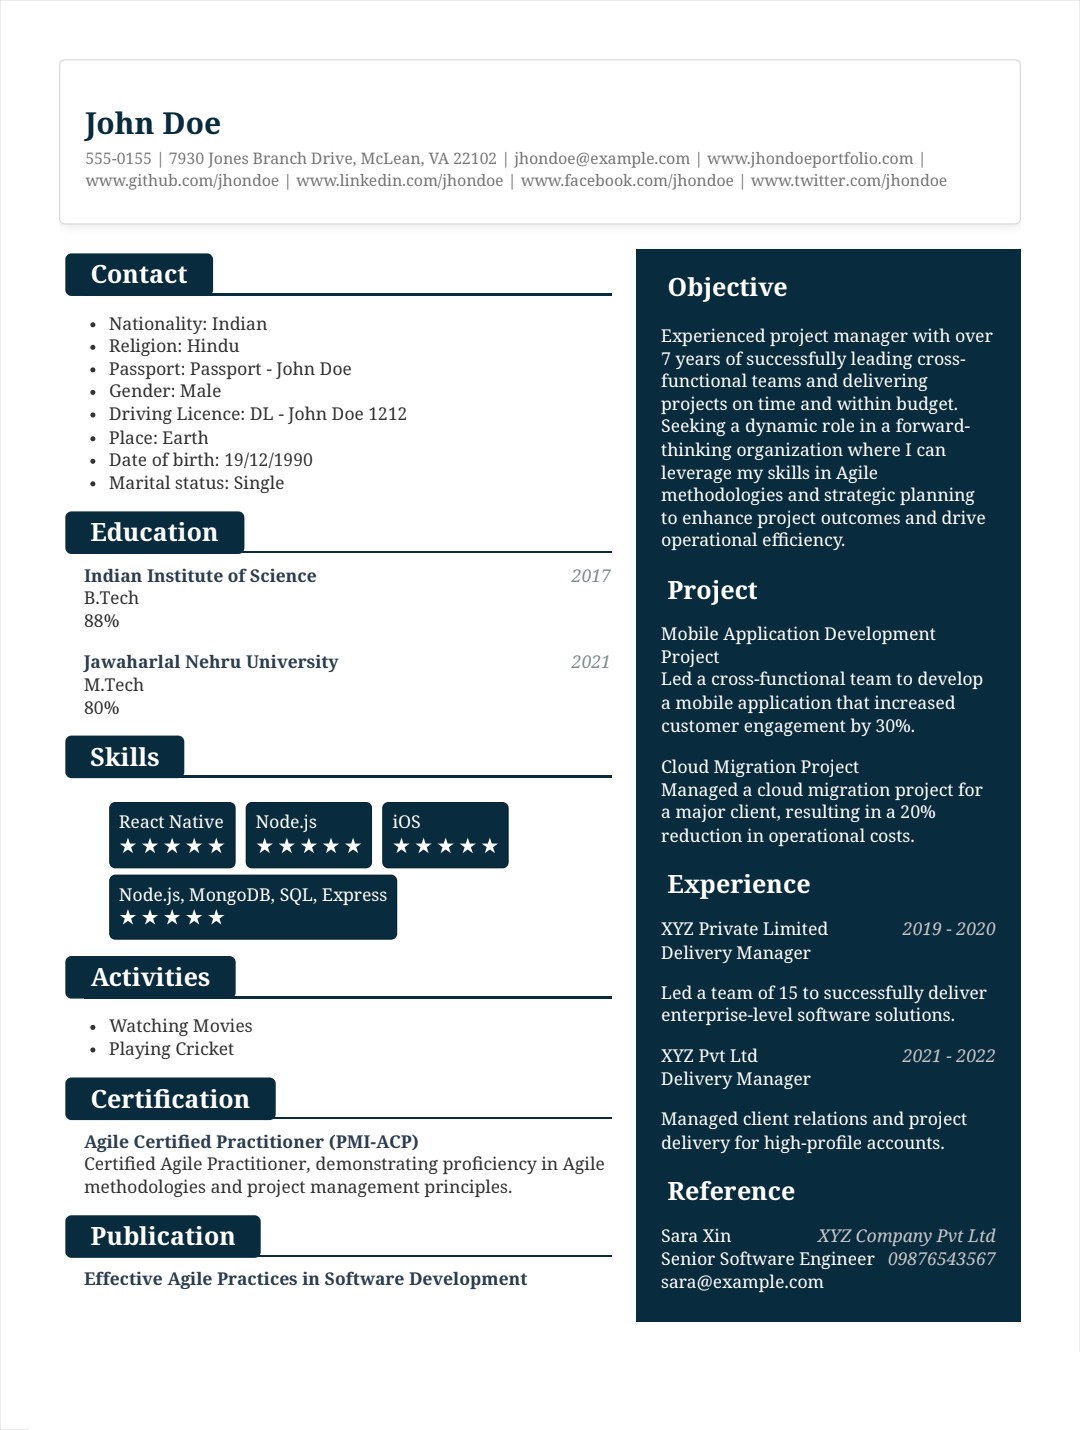 John Doe
555-0155 | 7930 Jones Branch Drive, McLean, VA 22102 | jhondoe@example.com | www.jhondoeportfolio.com |
www.github.com/jhondoe | www.linkedin.com/jhondoe | www.facebook.com/jhondoe | www.twitter.com/jhondoe
Contact
• Nationality: Indian
• Religion: Hindu
• Passport: Passport - John Doe
• Gender: Male
• Driving Licence: DL - John Doe 1212
• Place: Earth
• Date of birth: 19/12/1990
• Marital status: Single
Education
Indian Institute of Science 2017
B.Tech
88%
Jawaharlal Nehru University 2021
M.Tech
80%
Skills
React Native Node.js iOS
★★★★★ ★★★★★ ★★★★★
Node.js, MongoDB, SQL, Express
★★★★★
Activities
• Watching Movies
• Playing Cricket
Certification
Agile Certified Practitioner (PMI-ACP)
Certified Agile Practitioner, demonstrating proficiency in Agile
methodologies and project management principles.
Publication
Effective Agile Practices in Software Development
Objective
Experienced project manager with over
7 years of successfully leading cross-
functional teams and delivering
projects on time and within budget.
Seeking a dynamic role in a forward-
thinking organization where I can
leverage my skills in Agile
methodologies and strategic planning
to enhance project outcomes and drive
operational efficiency.
Project
Mobile Application Development
Project
Led a cross-functional team to develop
a mobile application that increased
customer engagement by 30%.
Cloud Migration Project
Managed a cloud migration project for
a major client, resulting in a 20%
reduction in operational costs.
Experience
XYZ Private Limited 2019 - 2020
Delivery Manager
Led a team of 15 to successfully deliver
enterprise-level software solutions.
XYZ Pvt Ltd 2021 - 2022
Delivery Manager
Managed client relations and project
delivery for high-profile accounts.
Reference
Sara Xin XYZ Company Pvt Ltd
Senior Software Engineer 09876543567
sara@example.com